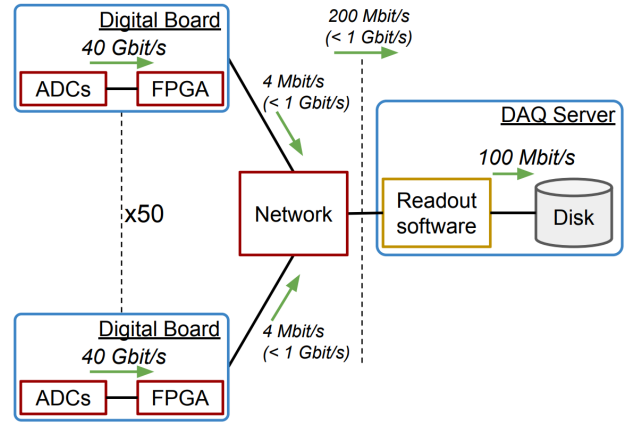 Digital Board
40 Gbit/s
ADCs
FPGA
200 Mbit/s
(< 1 Gbit/s)
4 Mbit/s
(< 1 Gbit/s)
DAQ Server
100 Mbit/s
Readout
software
Disk
Network
x50
Digital Board
40 Gbit/s
ADCs
FPGA
4 Mbit/s
(< 1 Gbit/s)